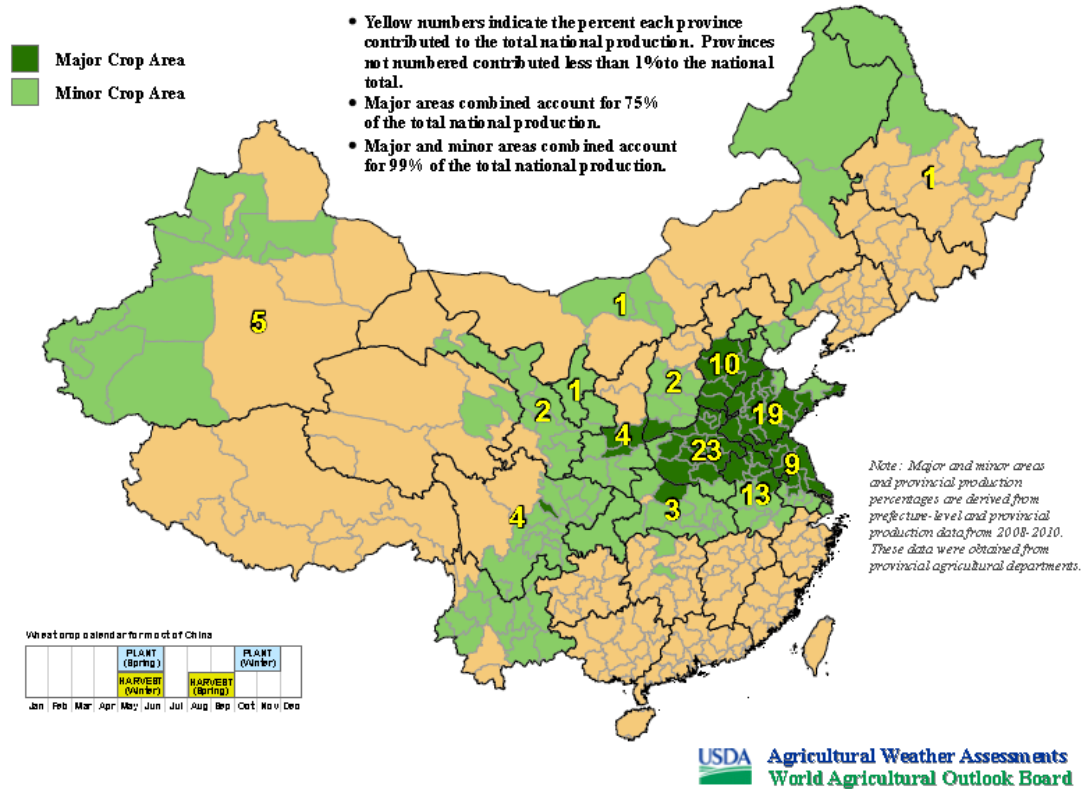 • Yellow numbers indicate the percent each province
contributed to the total national production. Provinces
not numbered contributed less than 1% to the national
total.
• Major areas combined account for 75%
of the total national production.
• Major and minor areas combined account
for 99% of the total national production.
Major Crop Area
Minor Crop Area
1
5
1
10
2
1
2
19
4
23
9
13
3
4
Note: Major and minor areas
and provincial production
percentages are derived from
prefecture-level and provincial
production data from 2008-2010.
These data were obtained from
provincial agricultural departments.
Wheat crop calendar for most of China
PLANT
(Spring)
PLANT
(Winter)
HARVEST
(Winter)
HARVEST
(Spring)
Jan Feb Mar Apr May Jun Jul Aug Sep Oct Nov Dec
USDA
Agricultural Weather Assessments
World Agricultural Outlook Board